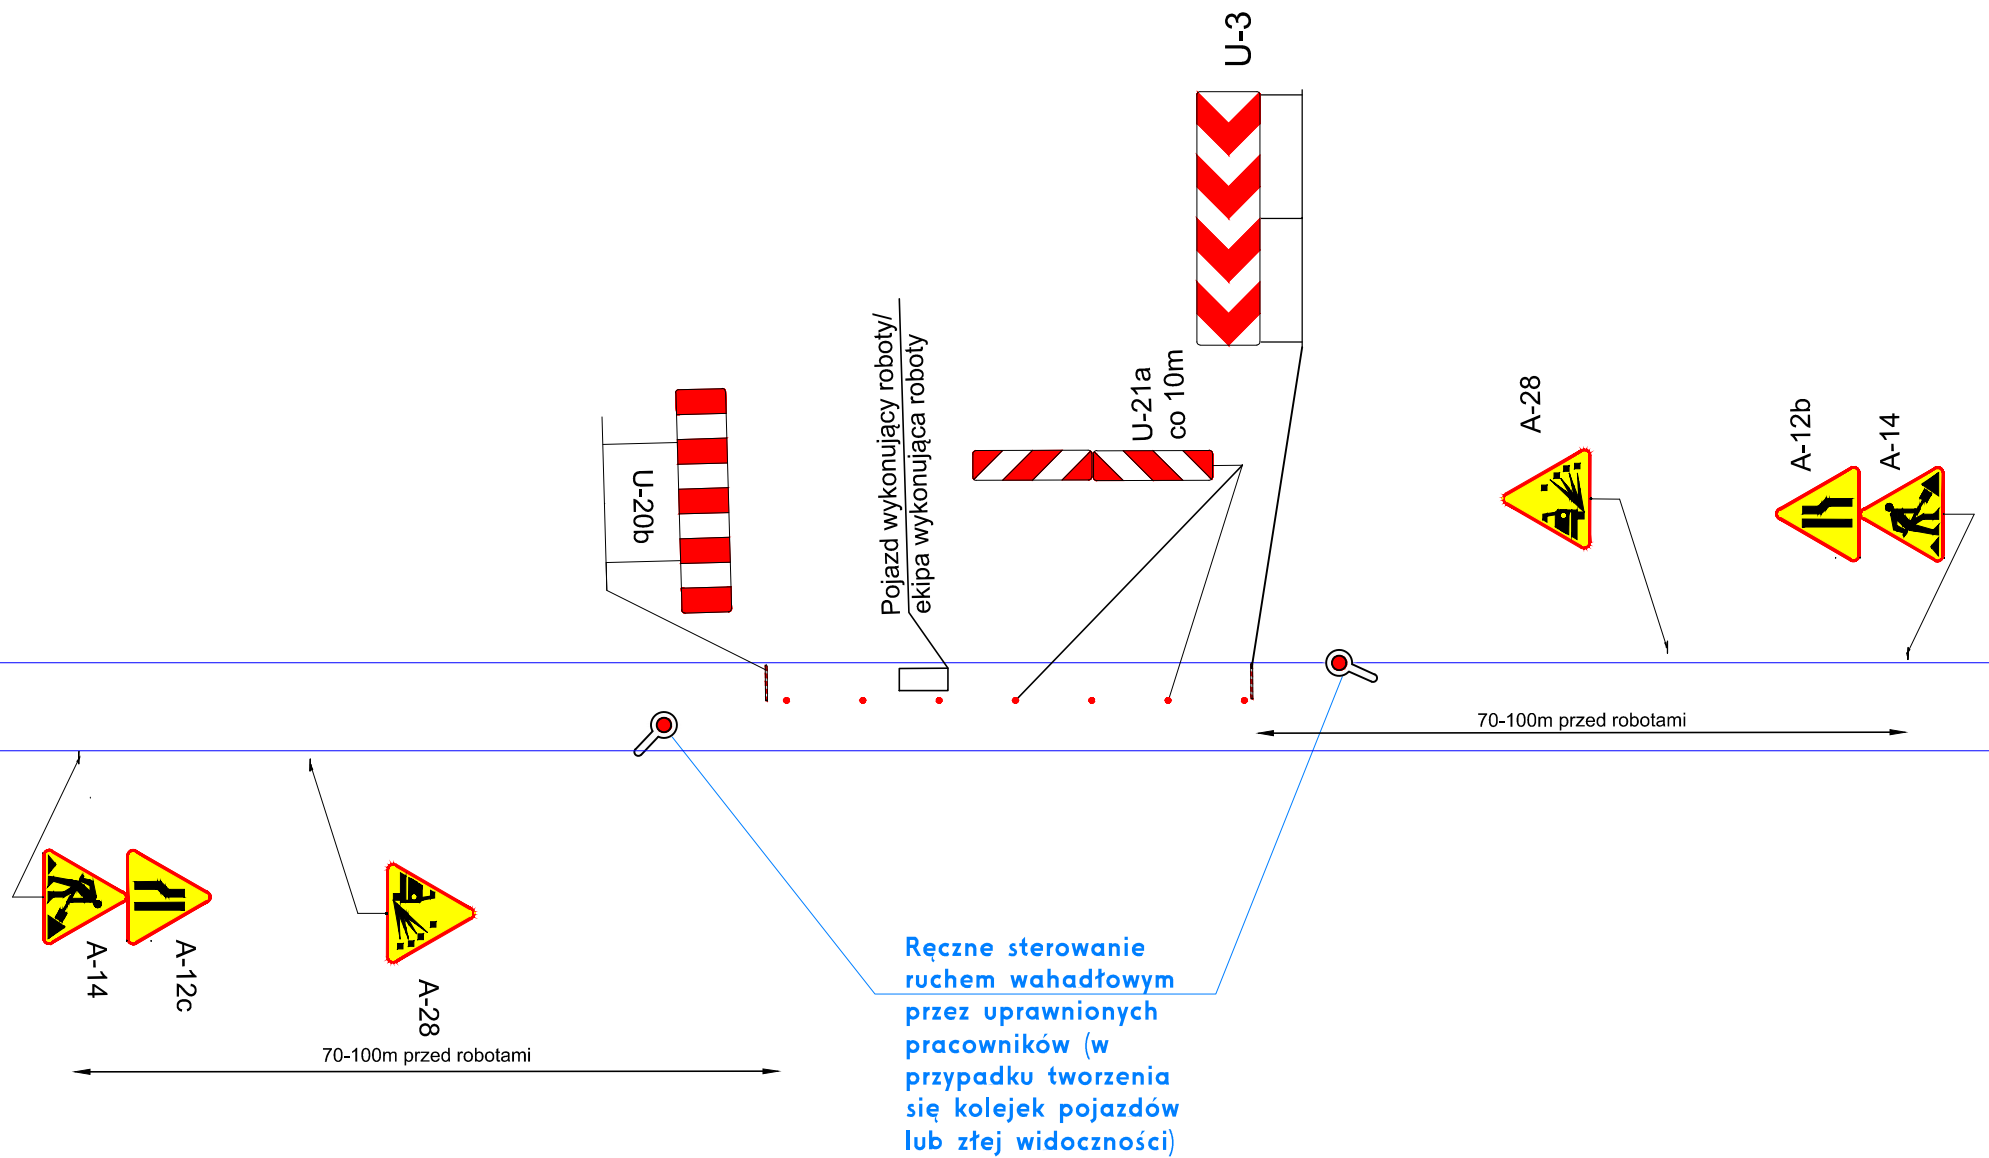 U-3
U-20b
Pojazd wykonujący roboty/
ekipa wykonująca roboty
U-21a
co 10m
A-28
A-12b
A-14
70-100m przed robotami
A-14
A-12c
A-28
70-100m przed robotami
Ręczne sterowanie
ruchem wahadłowym
przez uprawnionych
pracowników (w
przypadku tworzenia
się kolejek pojazdów
lub złej widoczności)